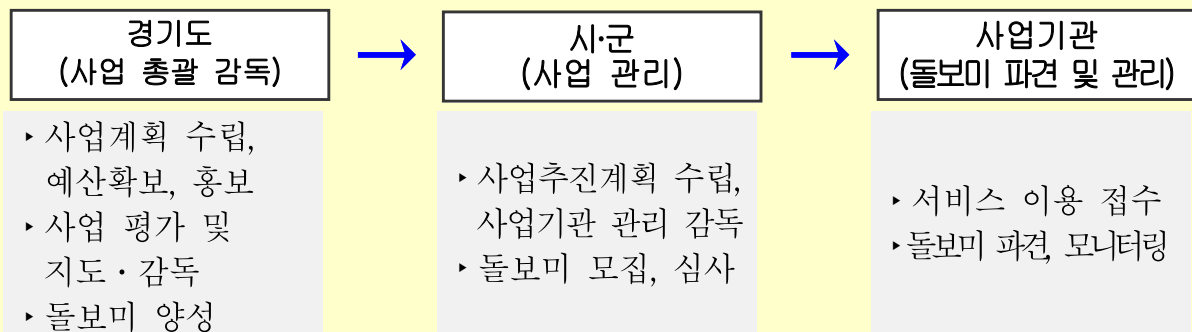 경기도
(사업 총괄 감독)
▸사업계획 수립,
예산확보, 홍보
▸사업 평가 및
지도·감독
▸돌보미 양성
시·군
(사업 관리)
▸사업추진계획 수립,
사업기관 관리 감독
▸돌보미 모집, 심사
사업기관
(돌보미 파견 및 관리)
▸서비스 이용 접수
▸돌보미 파견, 모니터링